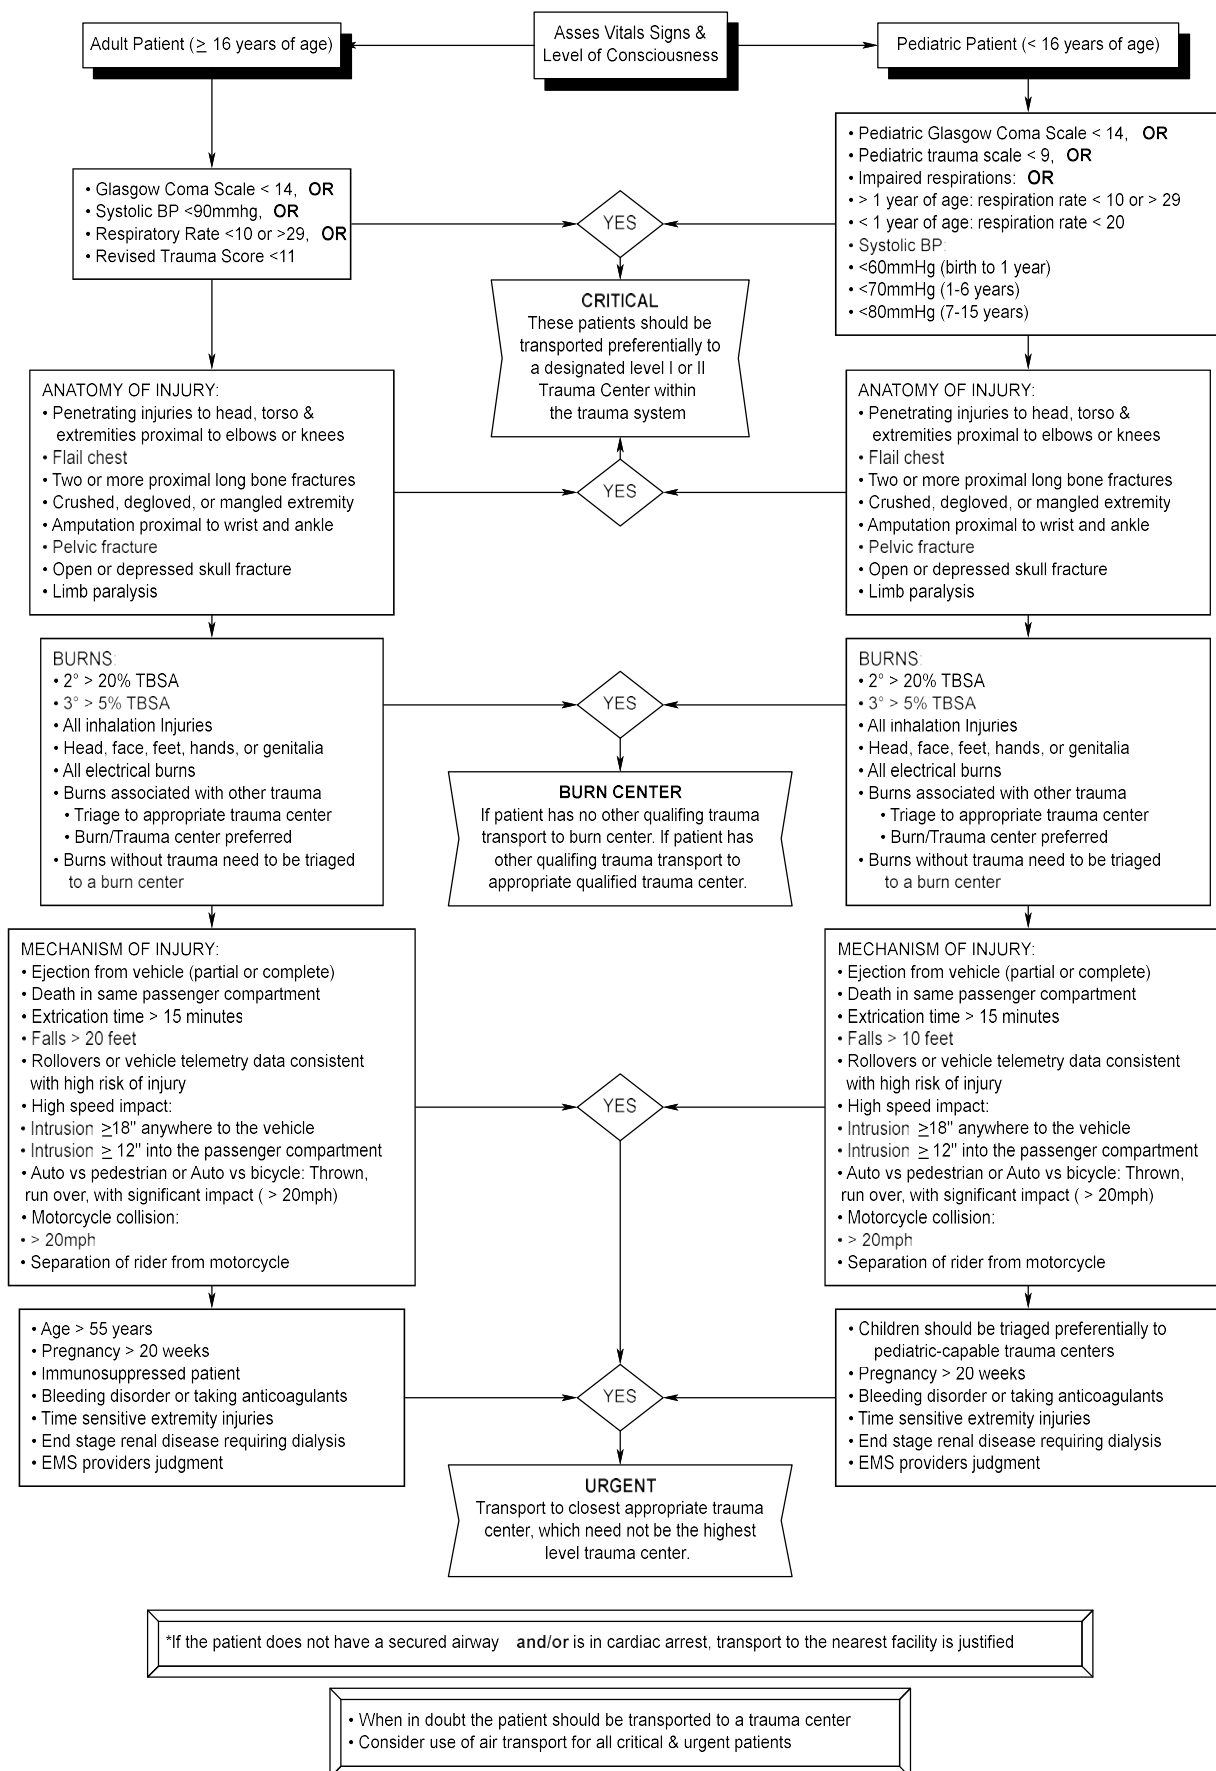 Asses Vitals Signs &
Level of Consciousness
Adult Patient (≥ 16 years of age)
Pediatric Patient (< 16 years of age)
• Glasgow Coma Scale < 14, OR
• Systolic BP <90mmhg, OR
• Respiratory Rate <10 or >29, OR
• Revised Trauma Score <11
YES
• Pediatric Glasgow Coma Scale < 14, OR
• Pediatric trauma scale < 9, OR
• Impaired respirations: OR
• > 1 year of age: respiration rate < 10 or > 29
• < 1 year of age: respiration rate < 20
• Systolic BP:
• <60mmHg (birth to 1 year)
• <70mmHg (1-6 years)
• <80mmHg (7-15 years)
CRITICAL
These patients should be
transported preferentially to
a designated level I or II
Trauma Center within
the trauma system
ANATOMY OF INJURY:
• Penetrating injuries to head, torso &
extremities proximal to elbows or knees
• Flail chest
• Two or more proximal long bone fractures
• Crushed, degloved, or mangled extremity
• Amputation proximal to wrist and ankle
• Pelvic fracture
• Open or depressed skull fracture
• Limb paralysis
YES
ANATOMY OF INJURY:
• Penetrating injuries to head, torso &
extremities proximal to elbows or knees
• Flail chest
• Two or more proximal long bone fractures
• Crushed, degloved, or mangled extremity
• Amputation proximal to wrist and ankle
• Pelvic fracture
• Open or depressed skull fracture
• Limb paralysis
BURNS:
• 2° > 20% TBSA
• 3° > 5% TBSA
• All inhalation Injuries
• Head, face, feet, hands, or genitalia
• All electrical burns
• Burns associated with other trauma
• Triage to appropriate trauma center
• Burn/Trauma center preferred
• Burns without trauma need to be triaged
to a burn center
YES
BURN CENTER
If patient has no other qualifing trauma
transport to burn center. If patient has
other qualifing trauma transport to
appropriate qualified trauma center.
BURNS:
• 2° > 20% TBSA
• 3° > 5% TBSA
• All inhalation Injuries
• Head, face, feet, hands, or genitalia
• All electrical burns
• Burns associated with other trauma
• Triage to appropriate trauma center
• Burn/Trauma center preferred
• Burns without trauma need to be triaged
to a burn center
MECHANISM OF INJURY:
• Ejection from vehicle (partial or complete)
• Death in same passenger compartment
• Extrication time > 15 minutes
• Falls > 20 feet
• Rollovers or vehicle telemetry data consistent
with high risk of injury
• High speed impact:
• Intrusion ≥18" anywhere to the vehicle
• Intrusion ≥ 12" into the passenger compartment
• Auto vs pedestrian or Auto vs bicycle: Thrown,
run over, with significant impact ( > 20mph)
• Motorcycle collision:
• > 20mph
• Separation of rider from motorcycle
YES
MECHANISM OF INJURY:
• Ejection from vehicle (partial or complete)
• Death in same passenger compartment
• Extrication time > 15 minutes
• Falls > 10 feet
• Rollovers or vehicle telemetry data consistent
with high risk of injury
• High speed impact:
• Intrusion ≥18" anywhere to the vehicle
• Intrusion ≥ 12" into the passenger compartment
• Auto vs pedestrian or Auto vs bicycle: Thrown,
run over, with significant impact ( > 20mph)
• Motorcycle collision:
• > 20mph
• Separation of rider from motorcycle
• Age > 55 years
• Pregnancy > 20 weeks
• Immunosuppressed patient
• Bleeding disorder or taking anticoagulants
• Time sensitive extremity injuries
• End stage renal disease requiring dialysis
• EMS providers judgment
YES
• Children should be triaged preferentially to
pediatric-capable trauma centers
• Pregnancy > 20 weeks
• Bleeding disorder or taking anticoagulants
• Time sensitive extremity injuries
• End stage renal disease requiring dialysis
• EMS providers judgment
URGENT
Transport to closest appropriate trauma
center, which need not be the highest
level trauma center.
*If the patient does not have a secured airway and/or is in cardiac arrest, transport to the nearest facility is justified
• When in doubt the patient should be transported to a trauma center
• Consider use of air transport for all critical & urgent patients